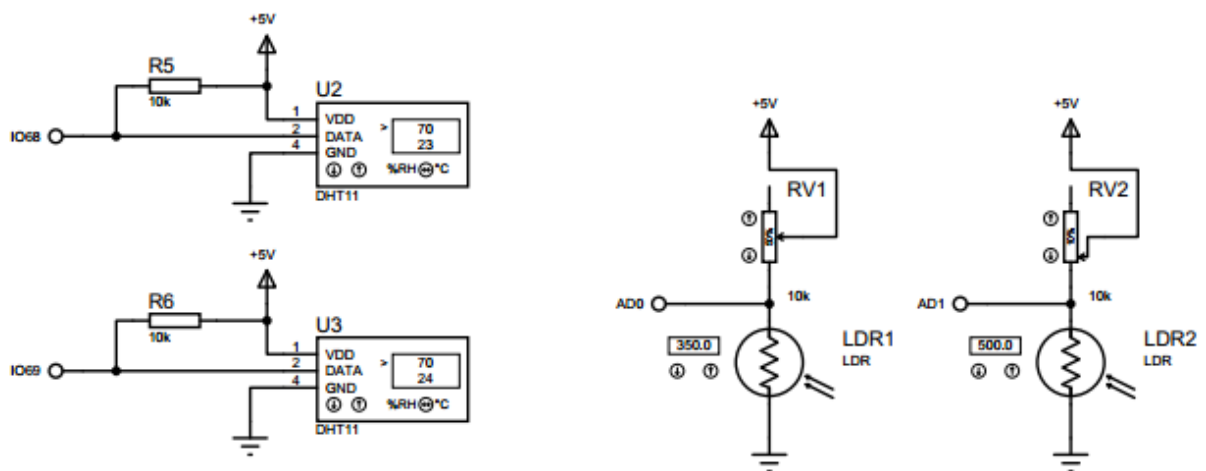 +5V
R5
10k
IO68
U2
1
2
4
VDD
DATA
GND
>
70
23
%RH
°C
DHT11
+5V
R6
10k
IO69
U3
1
2
4
VDD
DATA
GND
>
70
24
%RH
°C
DHT11
+5V
RV1
50%
AD0
10k
350.0
LDR1
LDR
+5V
RV2
10%
AD1
10k
500.0
LDR2
LDR